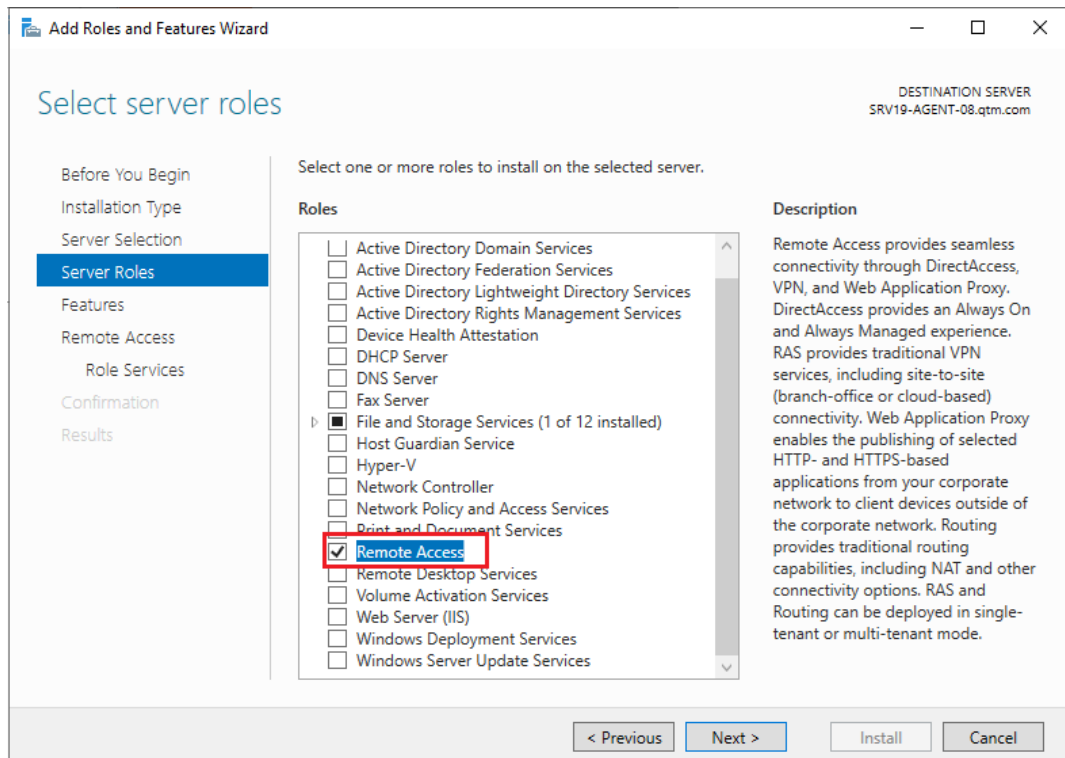 Add Roles and Features Wizard
Select server roles
DESTINATION SERVER
SRV19-AGENT-08.qtm.com
Before You Begin
Installation Type
Server Selection
Server Roles
Features
Remote Access
Role Services
Confirmation
Results
Select one or more roles to install on the selected server.
Roles
Active Directory Domain Services
Active Directory Federation Services
Active Directory Lightweight Directory Services
Active Directory Rights Management Services
Device Health Attestation
DHCP Server
DNS Server
Fax Server
File and Storage Services (1 of 12 installed)
Host Guardian Service
Hyper-V
Network Controller
Network Policy and Access Services
Print and Document Services
Remote Access
Remote Desktop Services
Volume Activation Services
Web Server (IIS)
Windows Deployment Services
Windows Server Update Services
Description
Remote Access provides seamless
connectivity through DirectAccess,
VPN, and Web Application Proxy.
DirectAccess provides an Always On
and Always Managed experience.
RAS provides traditional VPN
services, including site-to-site
(branch-office or cloud-based)
connectivity. Web Application Proxy
enables the publishing of selected
HTTP- and HTTPS-based
applications from your corporate
network to client devices outside of
the corporate network. Routing
provides traditional routing
capabilities, including NAT and other
connectivity options. RAS and
Routing can be deployed in single-
tenant or multi-tenant mode.
< Previous
Next >
Install
Cancel